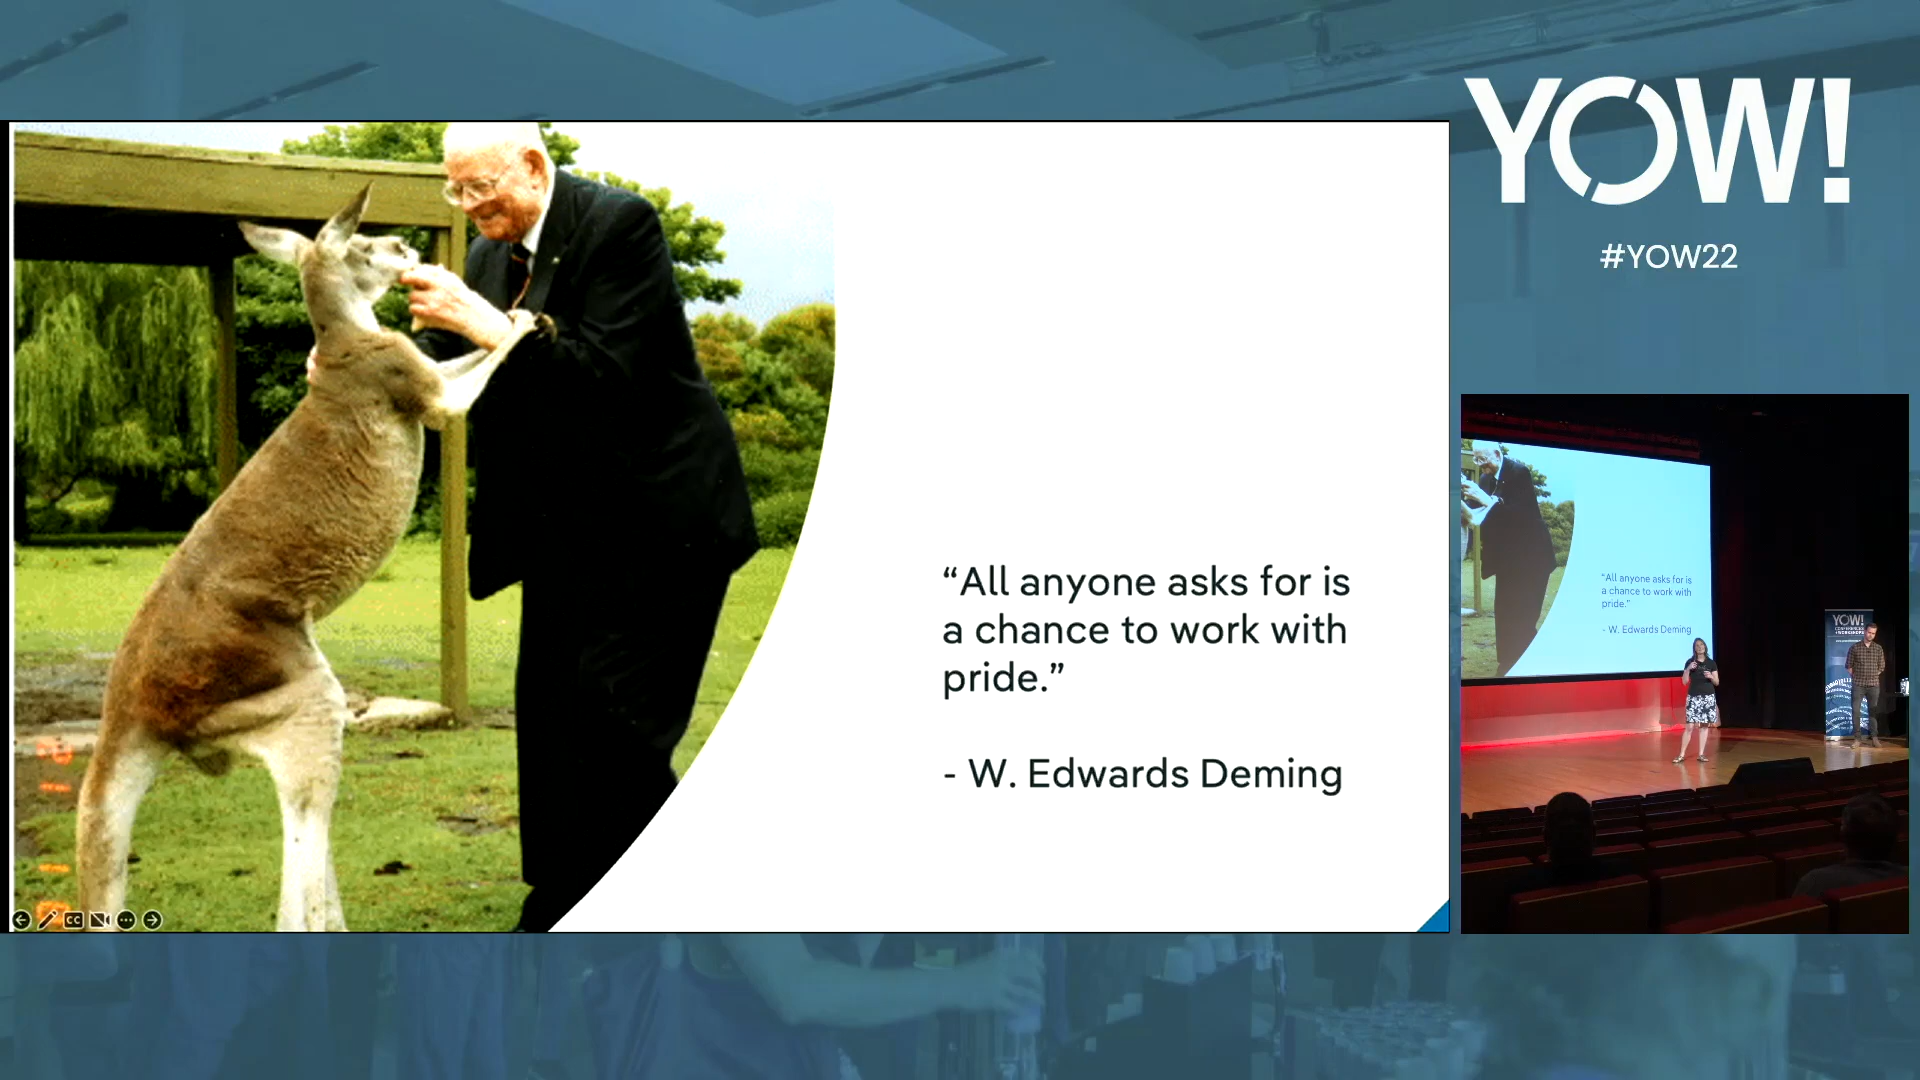 “All anyone asks for is
a chance to work with
pride.”
- W. Edwards Deming
CC
YOW!
#YOW22
“All anyone asks for is
a chance to work with
pride.”
- W. Edwards Deming
YOW!